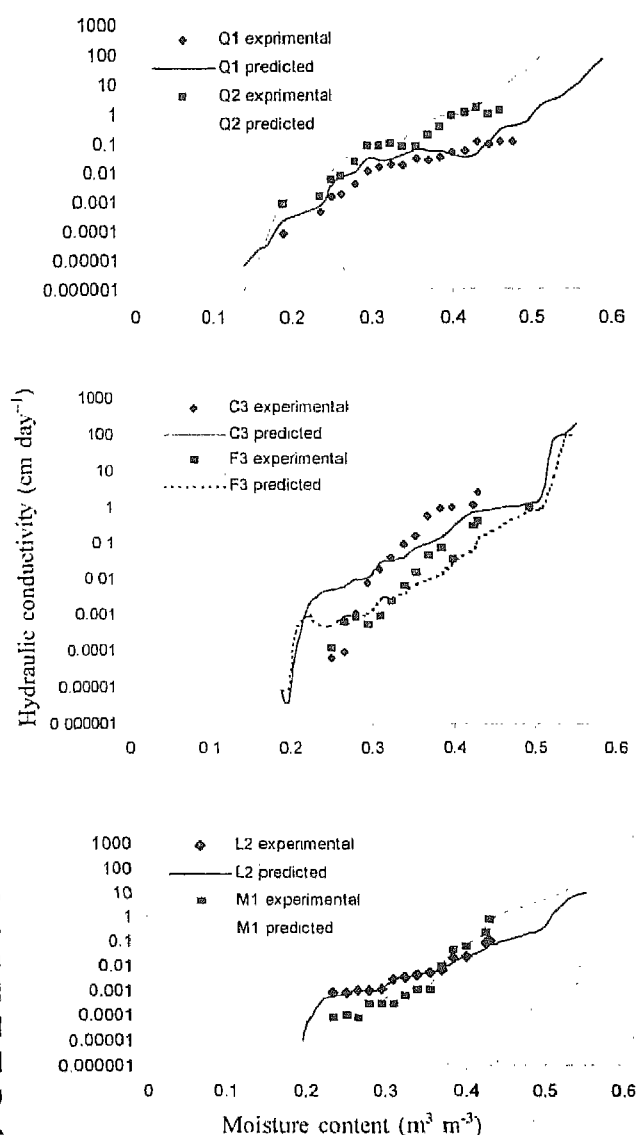 1000
100
10
1
0.1
0.01
0.001
0.0001
0.00001
0.000001
Q1 exprimental
Q1 predicted
Q2 exprimental
Q2 predicted
0 0.1 0.2 0.3 0.4 0.5 0.6
Hydraulic conductivity (cm day⁻¹)
1000
100
10
1
0 1
0 01
0.001
0.0001
0.00001
0 000001
C3 experimental
C3 predicted
F3 experimental
F3 predicted
0 0 1 0.2 0.3 0.4 0.5 0.6
1000
100
10
1
0.1
0.01
0.001
0.0001
0.00001
0.000001
L2 experimental
L2 predicted
M1 experimental
M1 predicted
0 0.1 0.2 0.3 0.4 0.5 0.6
Moisture content (m³ m⁻³)